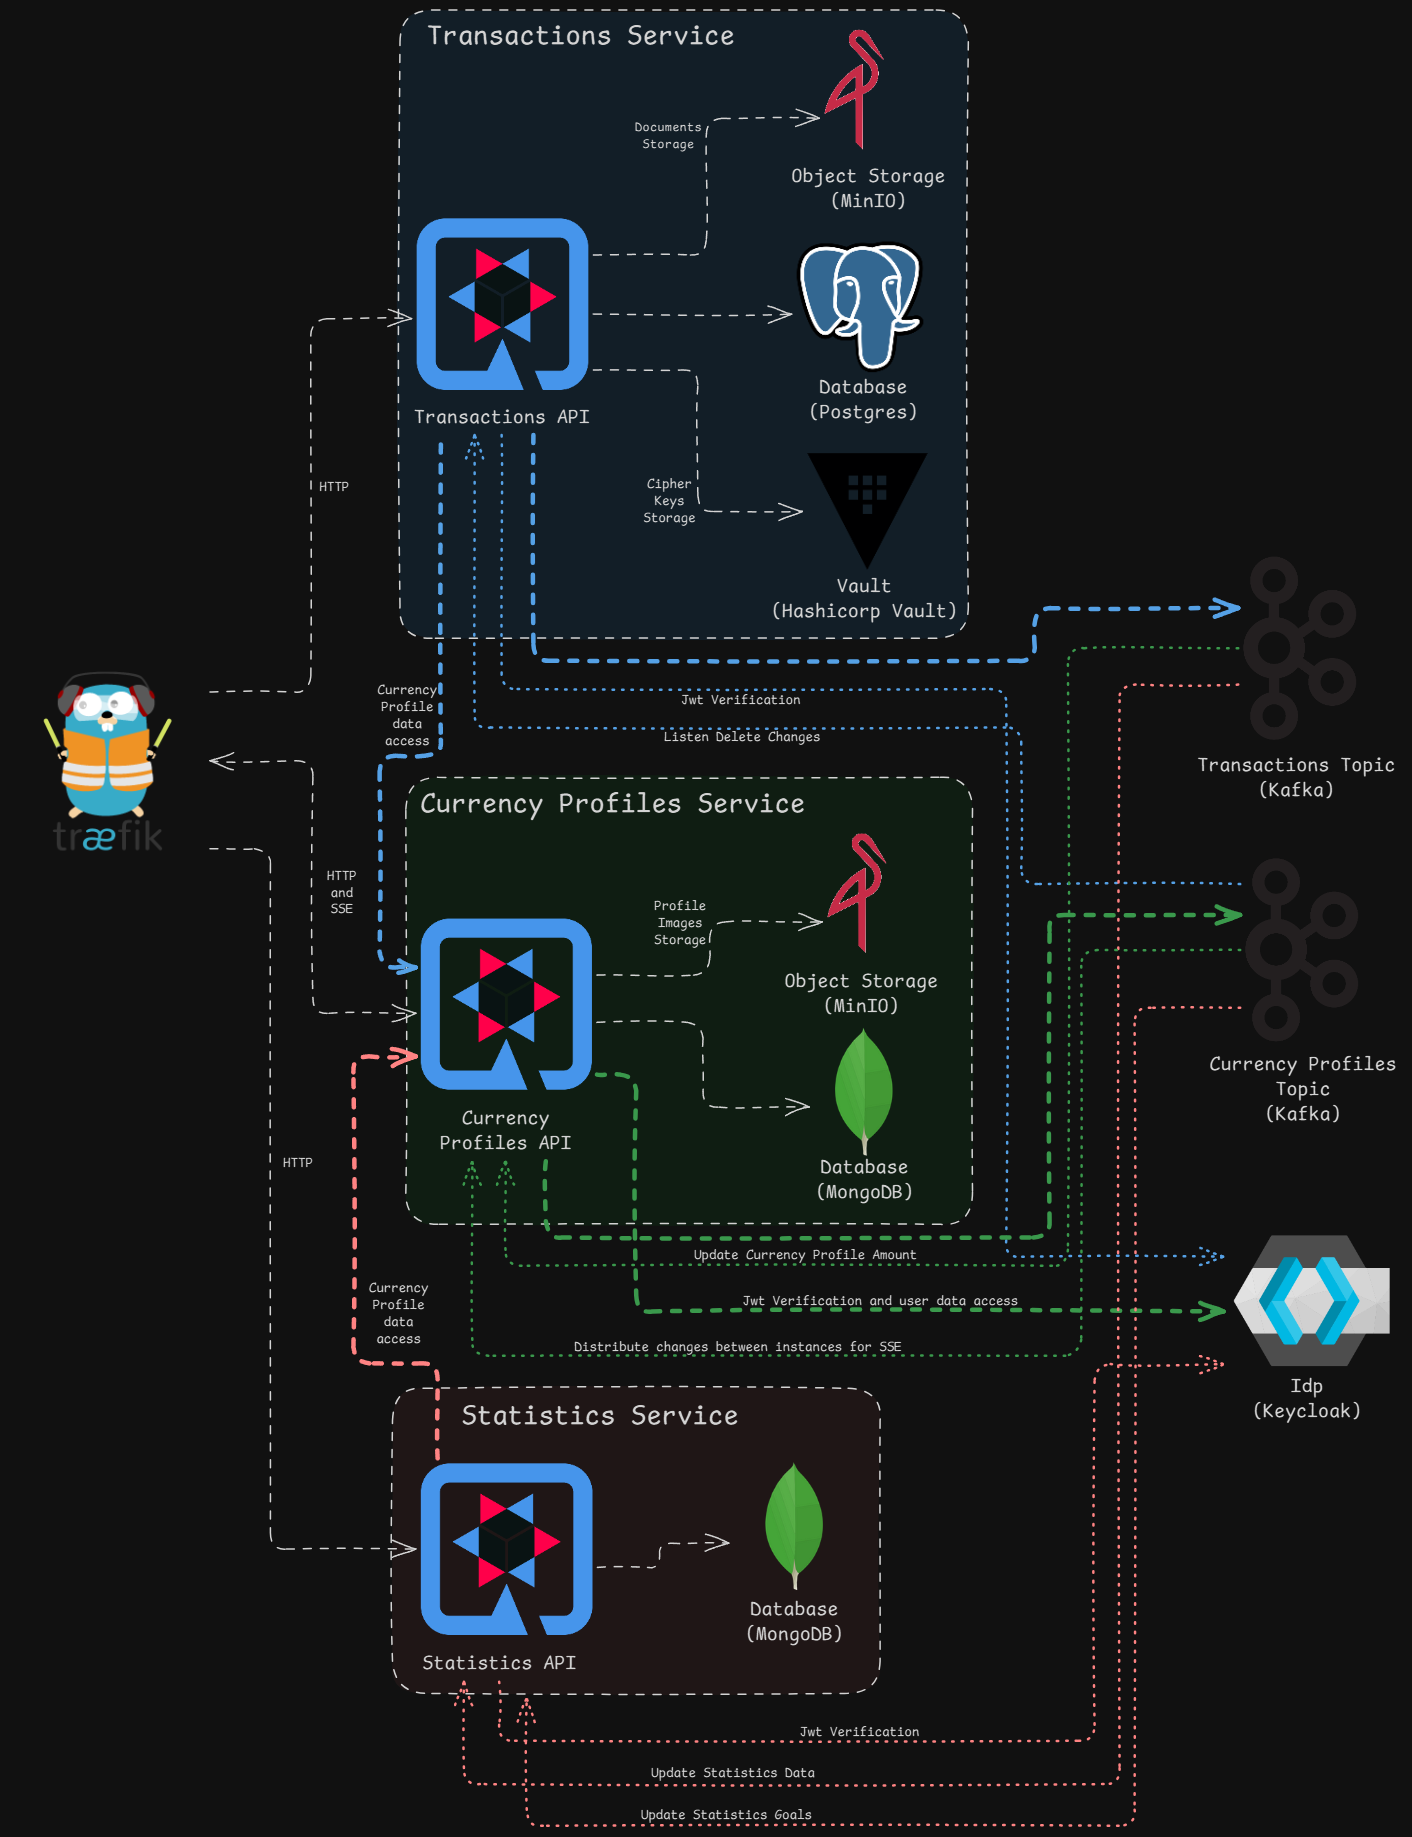 Transactions Service
Documents
Storage
Object Storage
(MinIO)
Database
(Postgres)
Transactions API
Cipher
Keys
Storage
Vault
(Hashicorp Vault)
HTTP
Currency
Profile
data
access
Jwt Verification
Listen Delete Changes
Transactions Topic
(Kafka)
træfik
Currency Profiles Service
HTTP
and
SSE
Profile
Images
Storage
Object Storage
(MinIO)
Currency
Profiles API
Database
(MongoDB)
Currency Profiles
Topic
(Kafka)
HTTP
Update Currency Profile Amount
Currency
Profile
data
access
Jwt Verification and user data access
Distribute changes between instances for SSE
Idp
(Keycloak)
Statistics Service
Database
(MongoDB)
Statistics API
Jwt Verification
Update Statistics Data
Update Statistics Goals